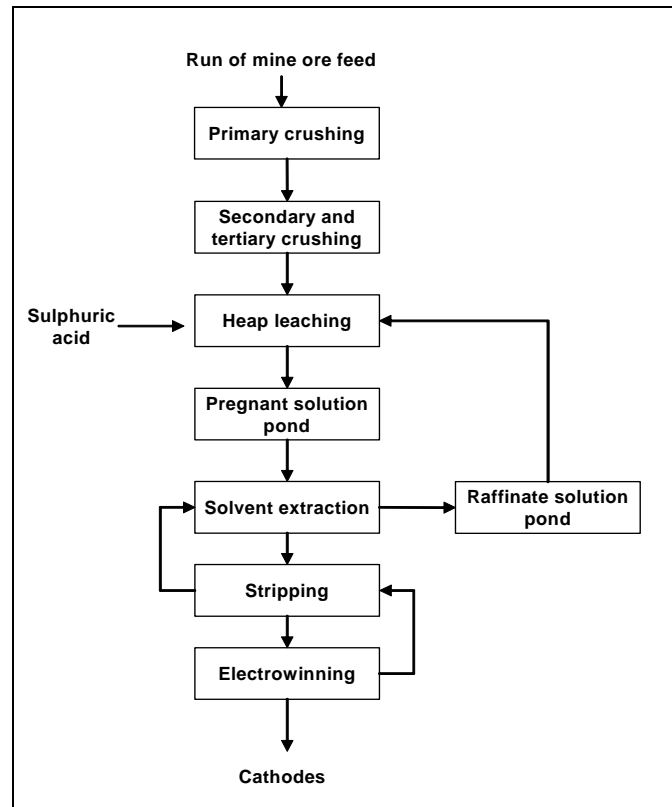 Run of mine ore feed
Primary crushing
Secondary and
tertiary crushing
Sulphuric
acid
Heap leaching
Pregnant solution
pond
Solvent extraction
Raffinate solution
pond
Stripping
Electrowinning
Cathodes